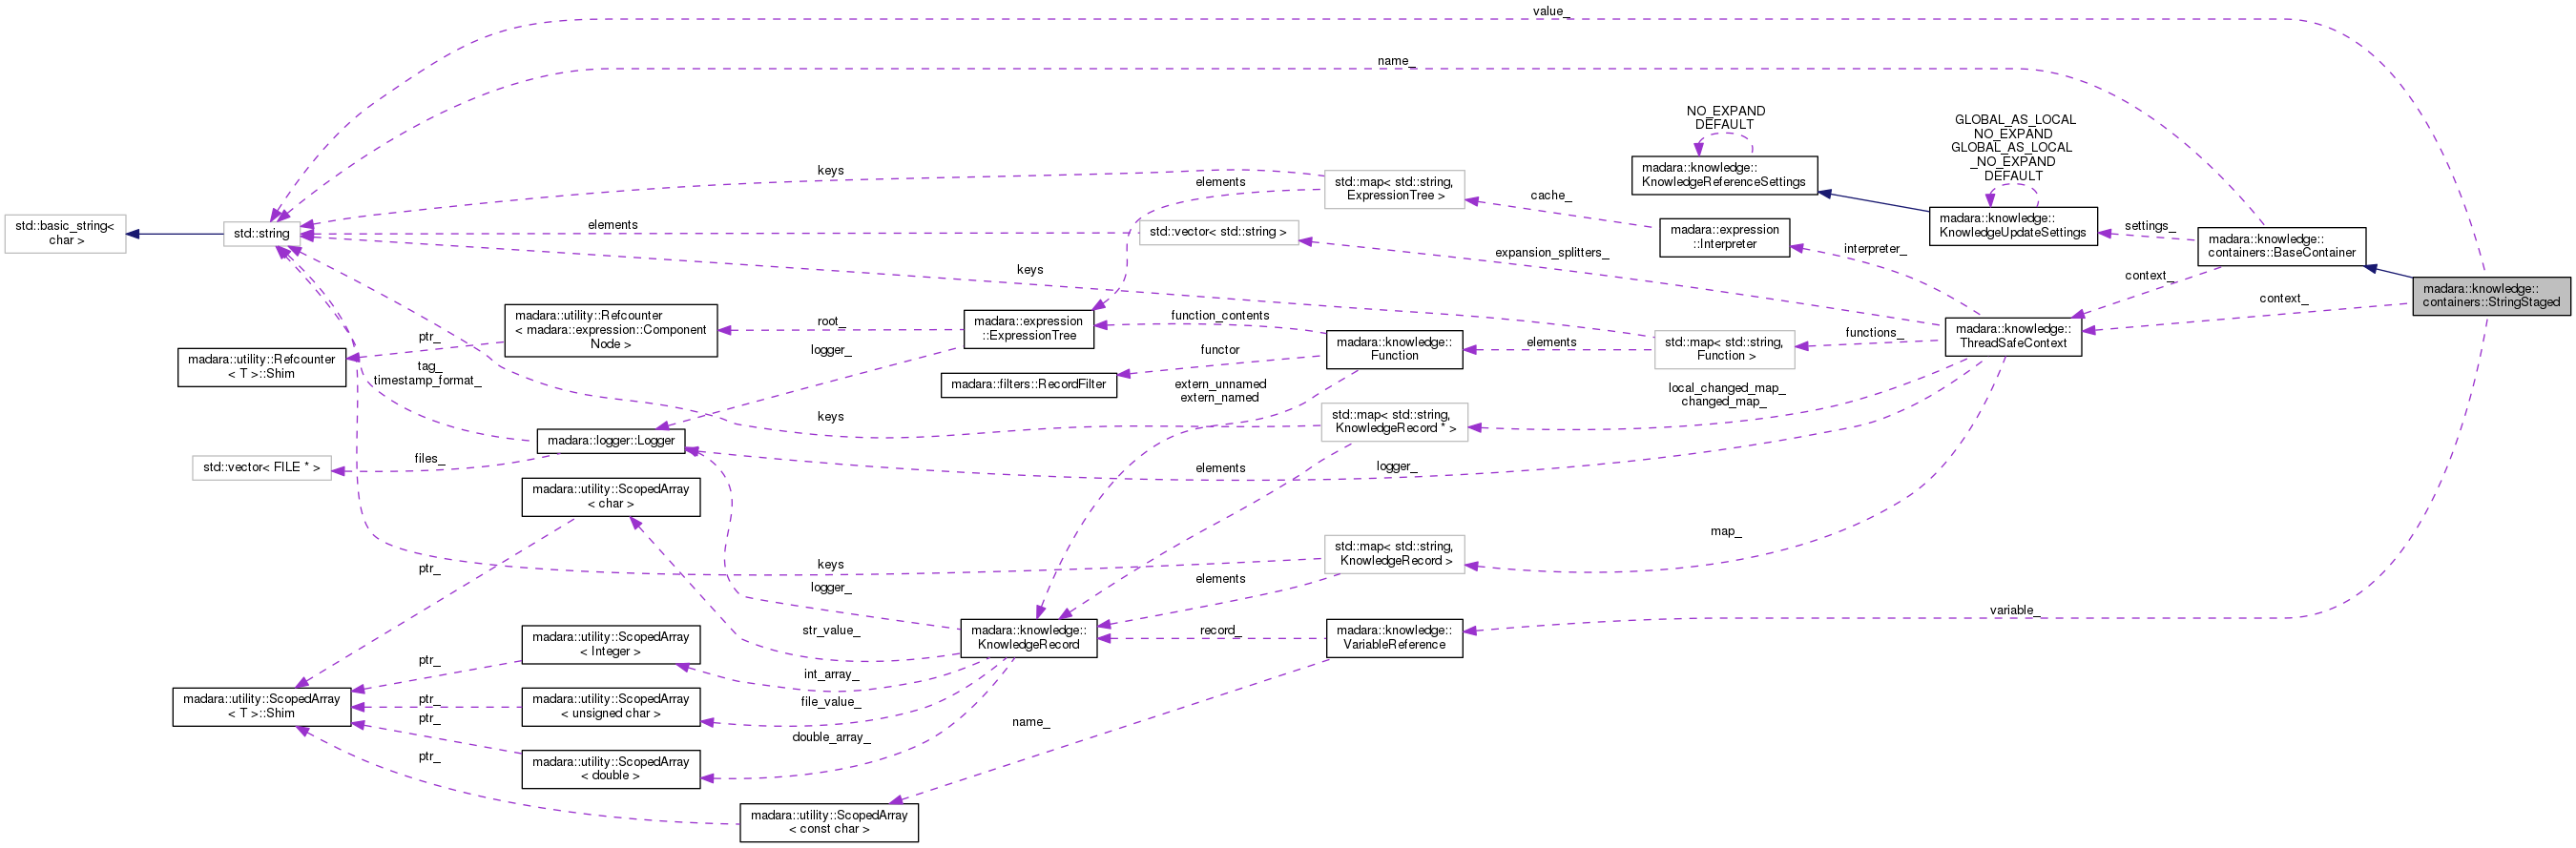 value_
name_
NO_EXPAND
DEFAULT
GLOBAL_AS_LOCAL
NO_EXPAND
GLOBAL_AS_LOCAL
_NO_EXPAND
DEFAULT
madara::knowledge::
KnowledgeReferenceSettings
keys
elements
std::map< std::string,
ExpressionTree >
cache_
std::basic_string<
char >
std::string
elements
std::vector< std::string >
expansion_splitters_
madara::expression
::Interpreter
interpreter_
madara::knowledge::
KnowledgeUpdateSettings
settings_
madara::knowledge::
containers::BaseContainer
context_
keys
madara::knowledge::
containers::StringStaged
context_
madara::utility::Refcounter
< madara::expression::Component
Node >
root_
madara::expression
::ExpressionTree
function_contents
madara::knowledge::
Function
elements
std::map< std::string,
Function >
functions_
madara::knowledge::
ThreadSafeContext
ptr_
madara::utility::Refcounter
< T >::Shim
logger_
functor
madara::filters::RecordFilter
tag_
timestamp_format_
extern_unnamed
extern_named
local_changed_map_
changed_map_
keys
std::map< std::string,
KnowledgeRecord * >
madara::logger::Logger
files_
std::vector< FILE * >
elements
logger_
madara::utility::ScopedArray
< char >
map_
std::map< std::string,
KnowledgeRecord >
ptr_
keys
elements
logger_
variable_
str_value_
madara::knowledge::
KnowledgeRecord
record_
madara::knowledge::
VariableReference
madara::utility::ScopedArray
< Integer >
ptr_
int_array_
madara::utility::ScopedArray
< T >::Shim
ptr_
madara::utility::ScopedArray
< unsigned char >
file_value_
ptr_
name_
double_array_
ptr_
madara::utility::ScopedArray
< double >
madara::utility::ScopedArray
< const char >